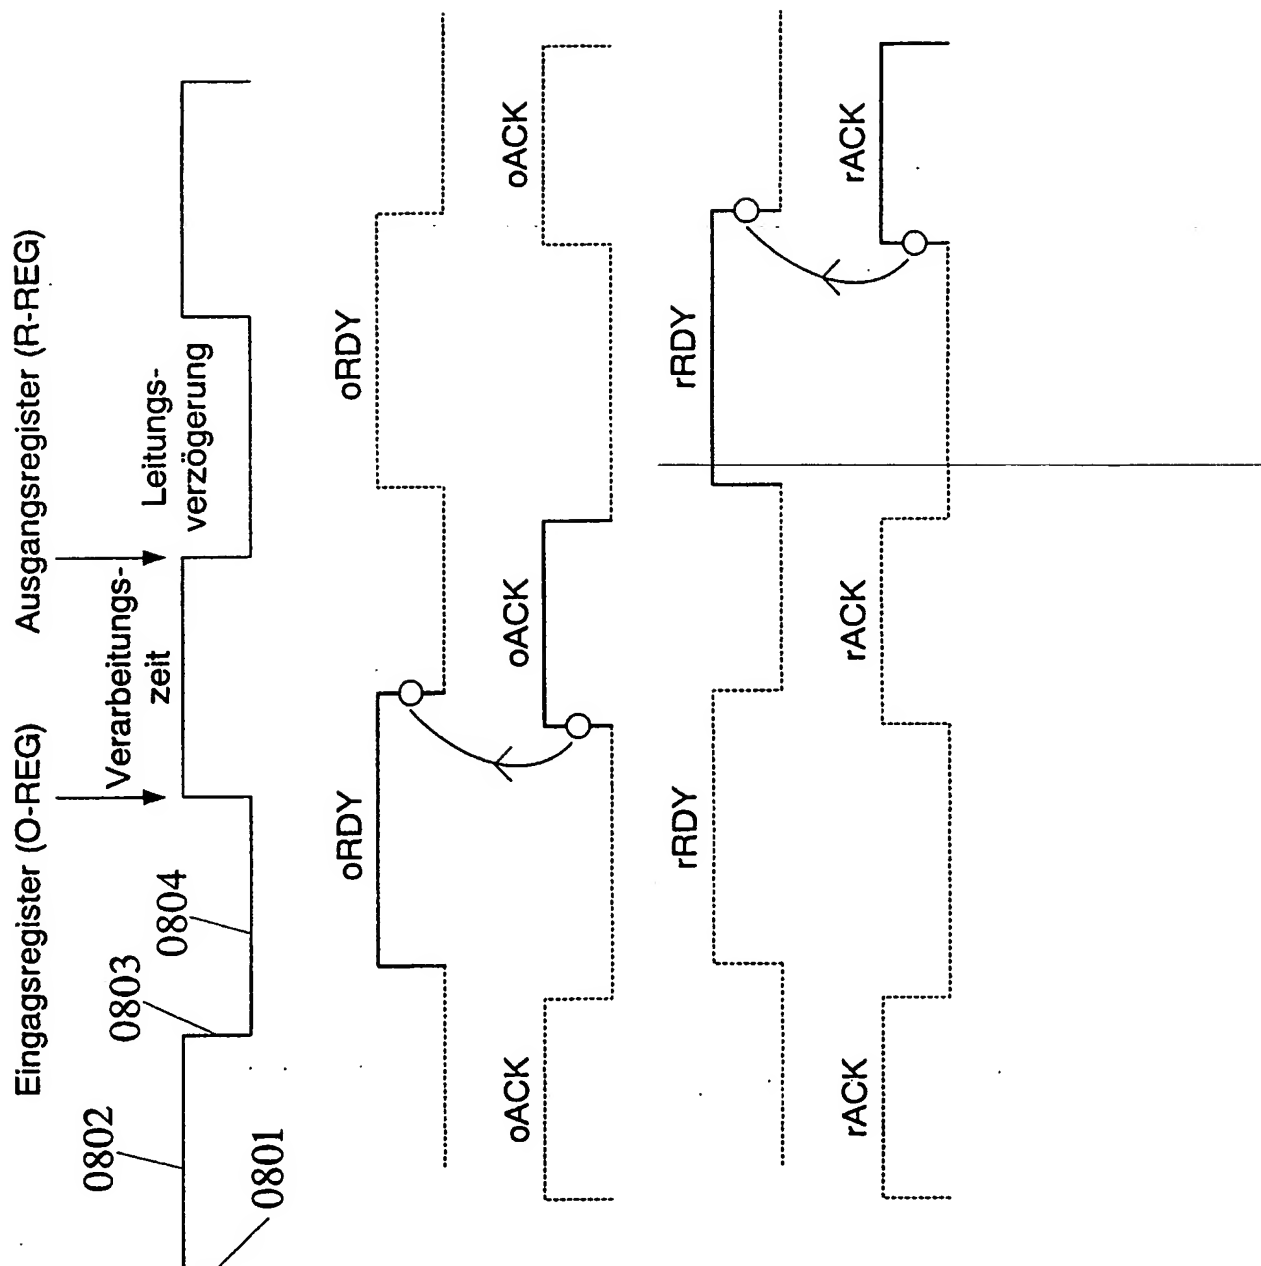 Eingagsregister (O-REG)
Ausgangsregister (R-REG)
Verarbeitungs-
zeit
Leitungs-
verzögerung
0801
0802
0803
0804
oRDY
oRDY
oACK
oACK
oACK
rRDY
rRDY
rACK
rACK
rACK